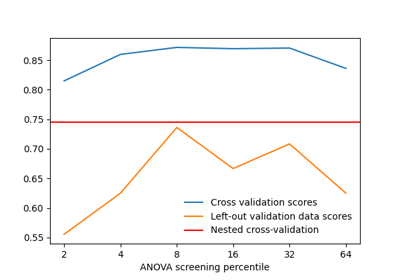 0.85
0.80
0.75
0.70
0.65
0.60
0.55
Cross validation scores
Left-out validation data scores
Nested cross-validation
2 4 8 16 32 64
ANOVA screening percentile